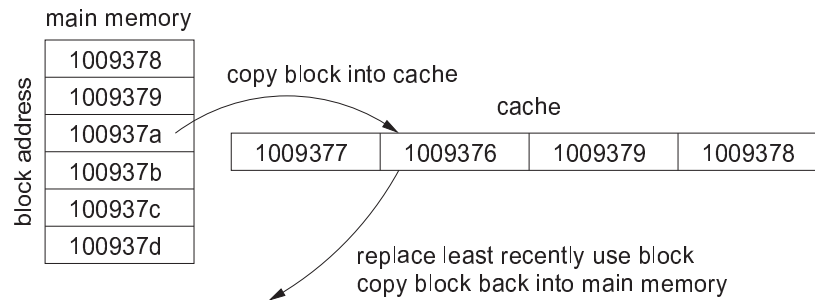 main memory
block address
1009378
1009379
100937a
100937b
100937c
100937d
copy block into cache
cache
1009377 1009376 1009379 1009378
replace least recently use block
copy block back into main memory